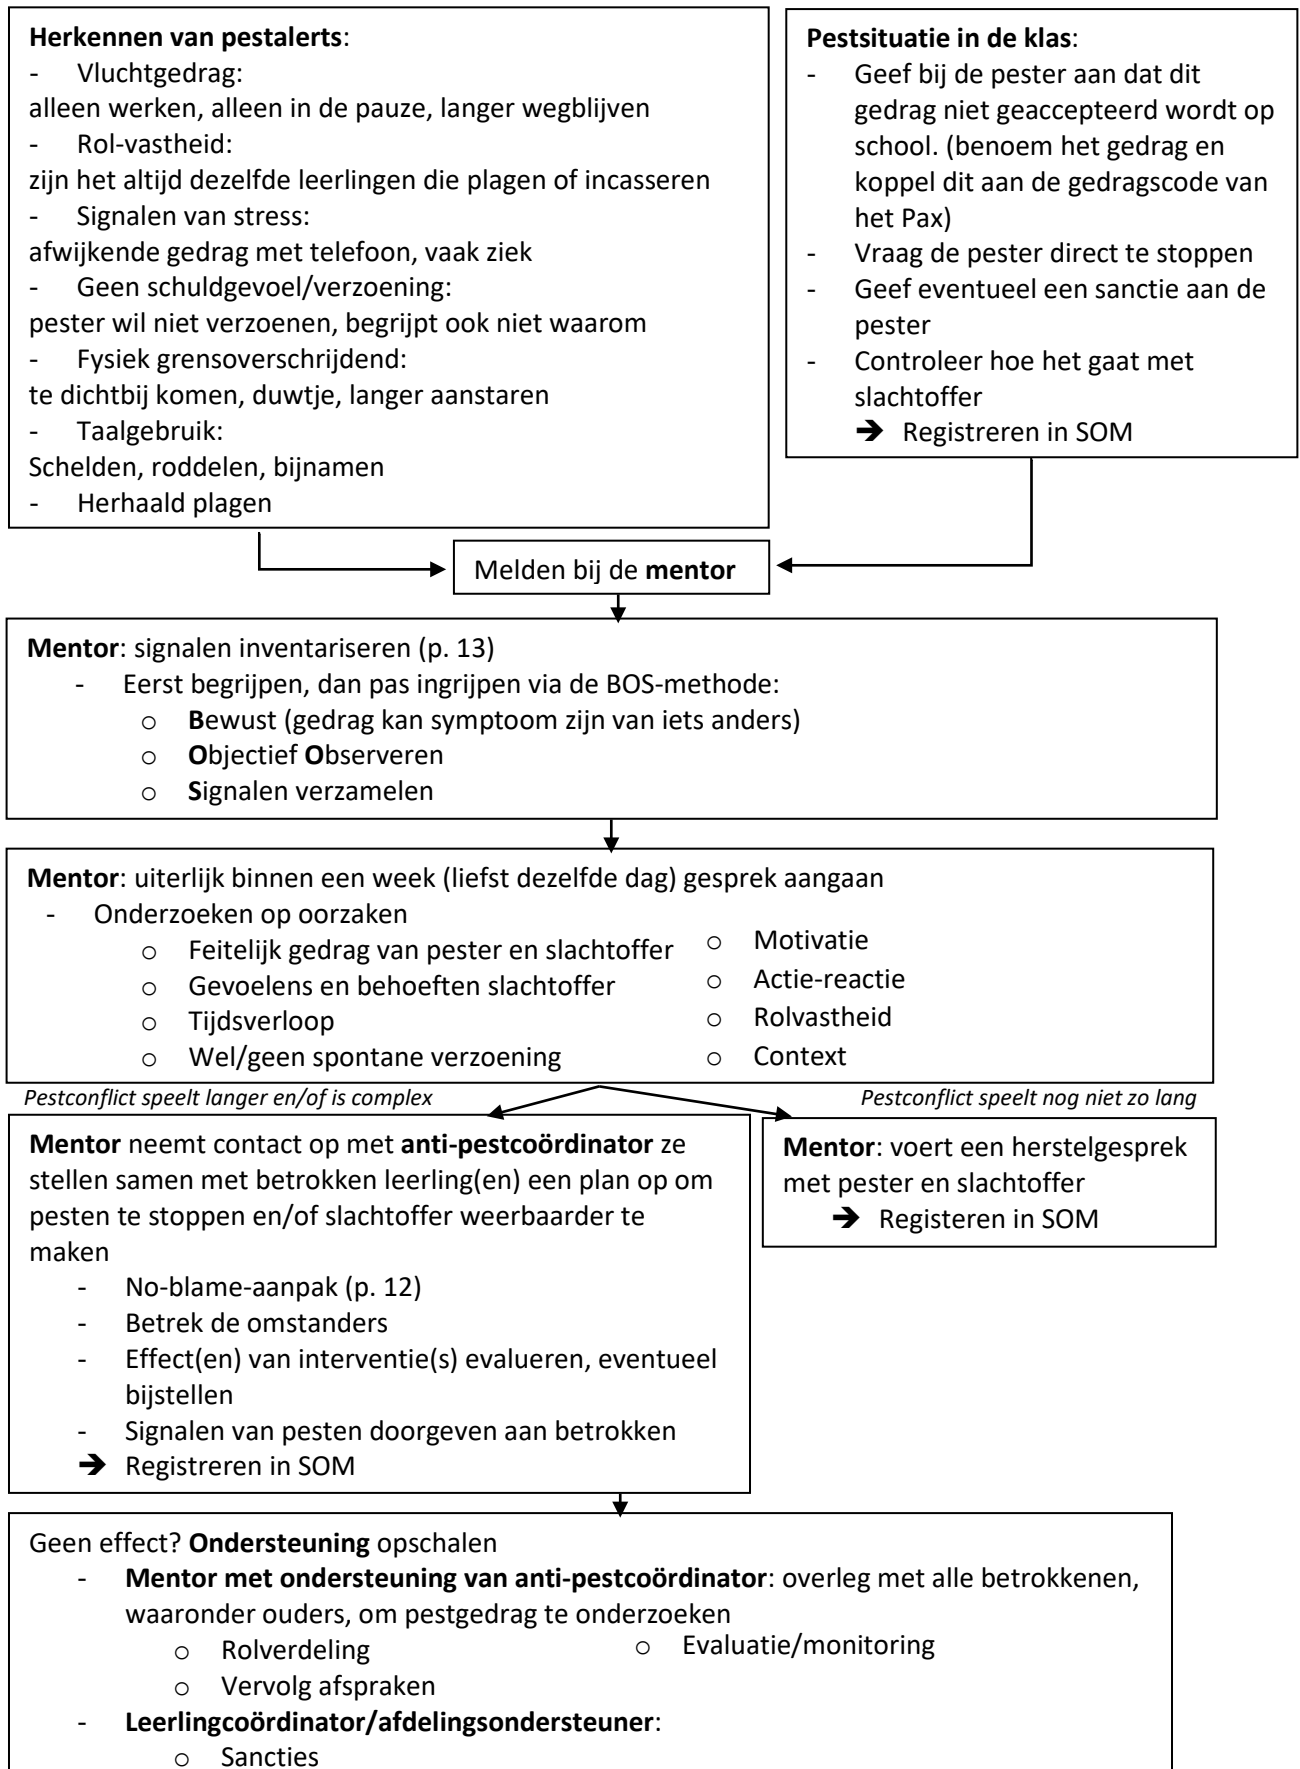 Herkennen van pestalerts:
- Vluchtgedrag:
alleen werken, alleen in de pauze, langer wegblijven
- Rol-vastheid:
zijn het altijd dezelfde leerlingen die plagen of incasseren
- Signalen van stress:
afwijkende gedrag met telefoon, vaak ziek
- Geen schuldgevoel/verzoening:
pester wil niet verzoenen, begrijpt ook niet waarom
- Fysiek grensoverschrijdend:
te dichtbij komen, duwtje, langer aanstaren
- Taalgebruik:
Schelden, roddelen, bijnamen
- Herhaald plagen
Pestsituatie in de klas:
- Geef bij de pester aan dat dit
gedrag niet geaccepteerd wordt op
school. (benoem het gedrag en
koppel dit aan de gedragscode van
het Pax)
- Vraag de pester direct te stoppen
- Geef eventueel een sanctie aan de
pester
- Controleer hoe het gaat met
slachtoffer
➔ Registreren in SOM
Melden bij de mentor
Mentor: signalen inventariseren (p. 13)
- Eerst begrijpen, dan pas ingrijpen via de BOS-methode:
o Bewust (gedrag kan symptoom zijn van iets anders)
o Objectief Observeren
o Signalen verzamelen
Mentor: uiterlijk binnen een week (liefst dezelfde dag) gesprek aangaan
- Onderzoeken op oorzaken
o Feitelijk gedrag van pester en slachtoffer
o Gevoelens en behoeften slachtoffer
o Tijdsverloop
o Wel/geen spontane verzoening
o Motivatie
o Actie-reactie
o Rolvastheid
o Context
Pestconflict speelt langer en/of is complex
Mentor neemt contact op met anti-pestcoördinator ze
stellen samen met betrokken leerling(en) een plan op om
pesten te stoppen en/of slachtoffer weerbaarder te
maken
- No-blame-aanpak (p. 12)
- Betrek de omstanders
- Effect(en) van interventie(s) evalueren, eventueel
bijstellen
- Signalen van pesten doorgeven aan betrokken
➔ Registreren in SOM
Pestconflict speelt nog niet zo lang
Mentor: voert een herstelgesprek
met pester en slachtoffer
➔ Registeren in SOM
Geen effect? Ondersteuning opschalen
- Mentor met ondersteuning van anti-pestcoördinator: overleg met alle betrokkenen,
waaronder ouders, om pestgedrag te onderzoeken
o Rolverdeling
o Vervolg afspraken
o Evaluatie/monitoring
- Leerlingcoördinator/afdelingsondersteuner:
o Sancties